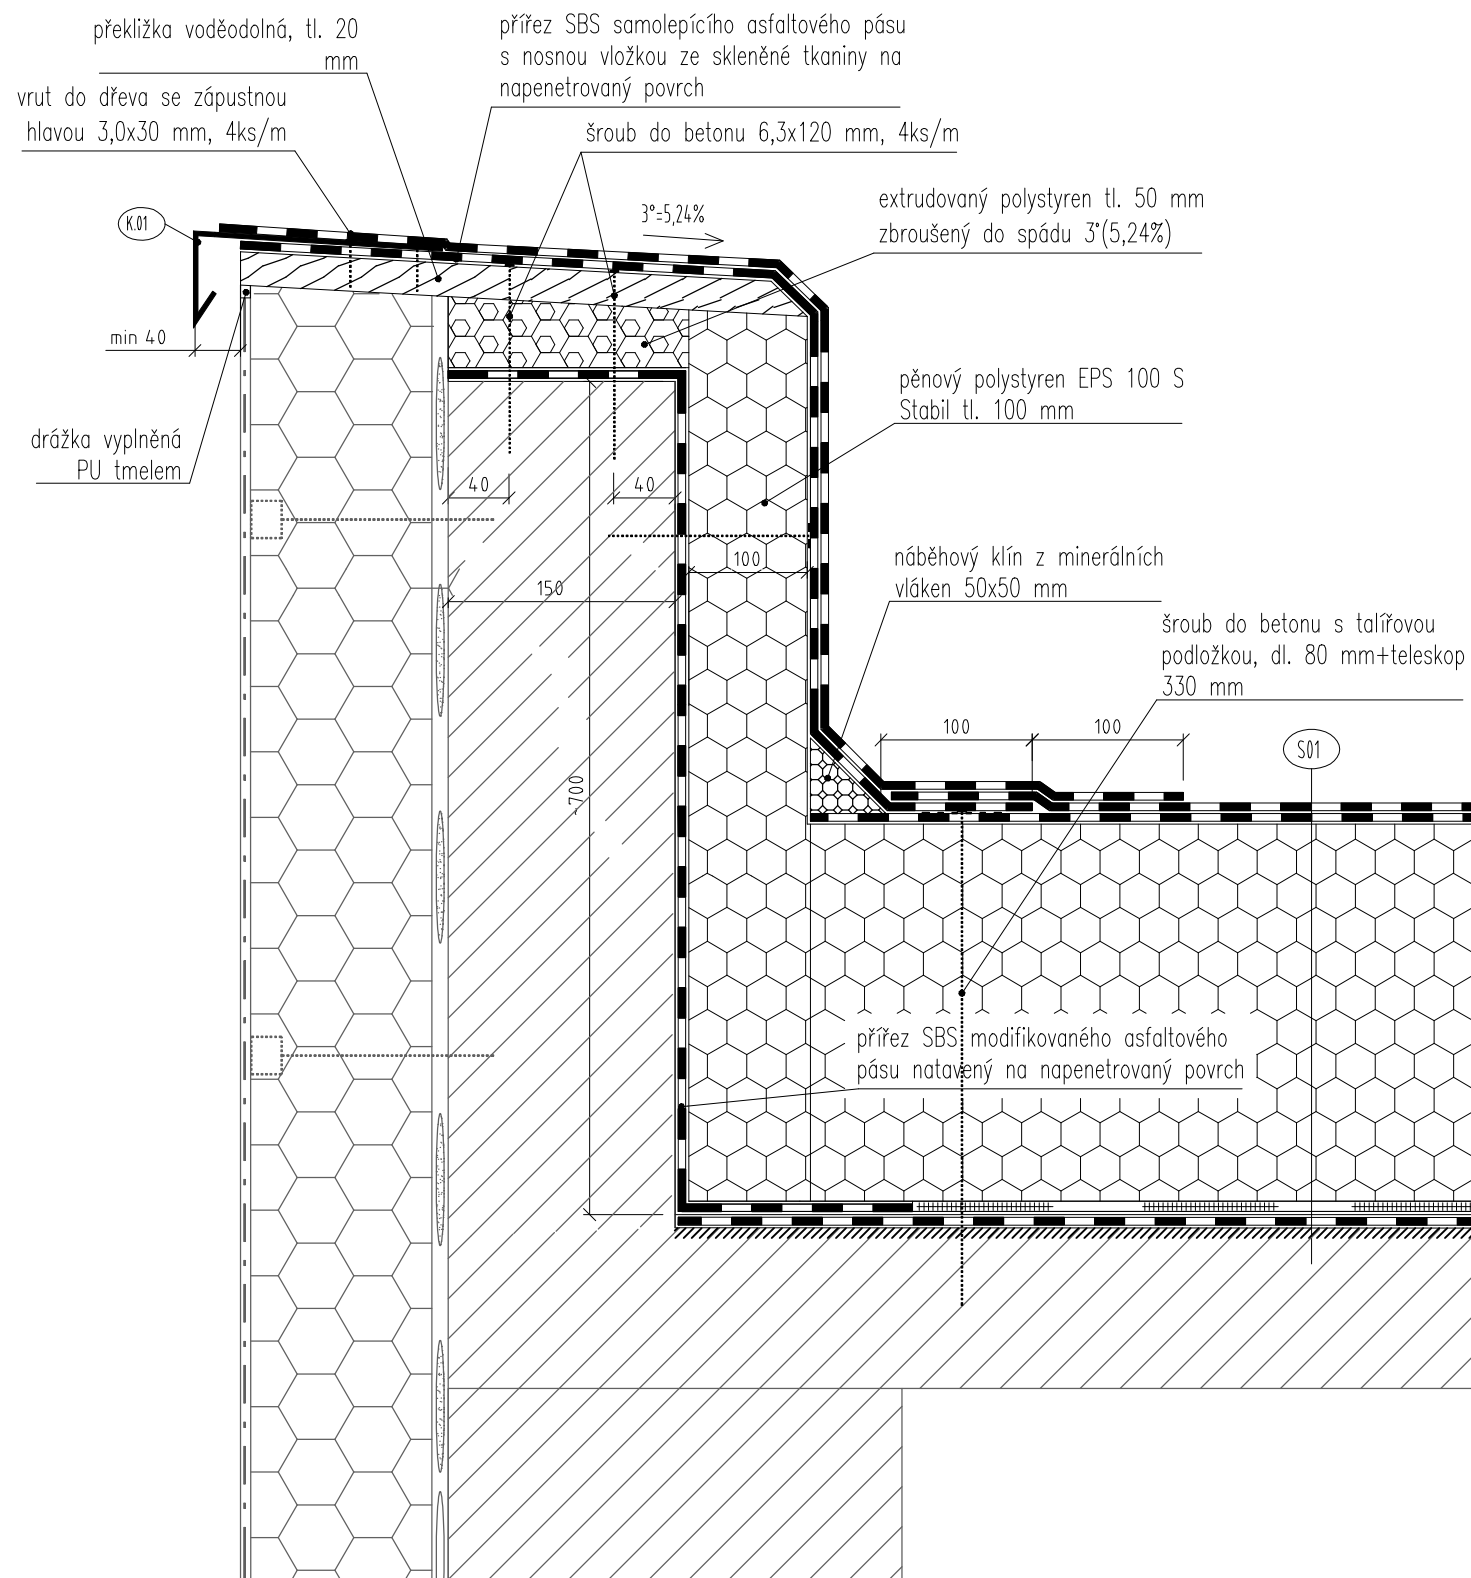 překližka voděodolná, tl. 20
mm
přířez SBS samolepícího asfaltového pásu
s nosnou vložkou ze skleněné tkaniny na
napenetrovaný povrch
vrut do dřeva se zápustnou
hlavou 3,0x30 mm, 4ks/m
šroub do betonu 6,3x120 mm, 4ks/m
extrudovaný polystyren tl. 50 mm
zbroušený do spádu 3°(5,24%)
K.01
3°=5,24%
min 40
pěnový polystyren EPS 100 S
Stabil tl. 100 mm
drážka vyplněná
PU tmelem
40
40
100
150
náběhový klín z minerálních
vláken 50x50 mm
šroub do betonu s talířovou
podložkou, dl. 80 mm+teleskop
330 mm
100
100
S01
~700
přířez SBS modifikovaného asfaltového
pásu natavený na napenetrovaný povrch